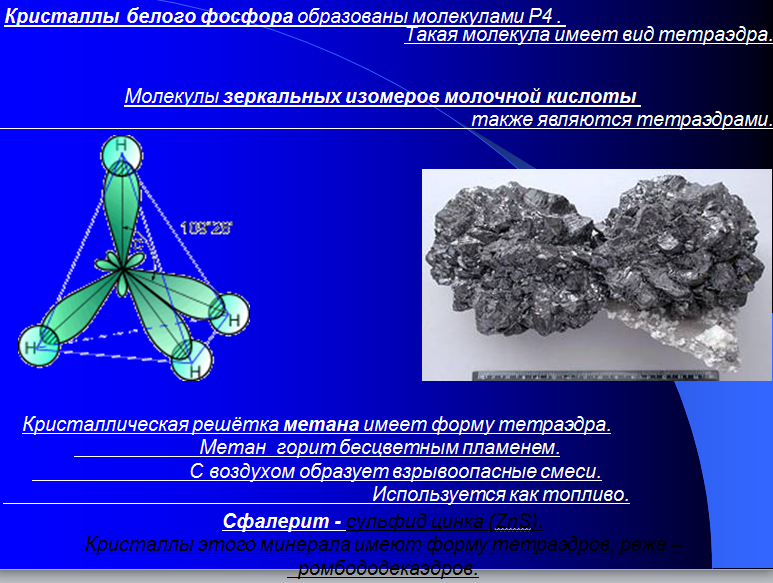 Кристаллы белого фосфора образованы молекулами Р4 .
Такая молекула имеет вид тетраэдра.
Молекулы зеркальных изомеров молочной кислоты
также являются тетраэдрами.
H
109°28'
C
H
H
H
Кристаллическая решётка метана имеет форму тетраэдра.
Метан горит бесцветным пламенем.
С воздухом образует взрывоопасные смеси.
Используется как топливо.
Сфалерит - сульфид цинка (ZnS).
Кристаллы этого минерала имеют форму тетраэдров, реже –
ромбододекаэдров.